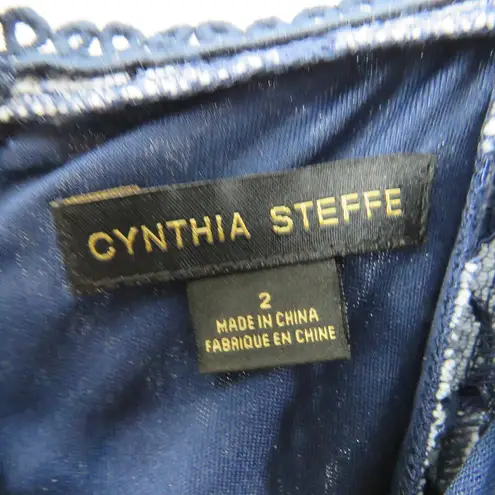 CYNTHIA STEFFE
2
MADE IN CHINA
FABRIQUE EN CHINE